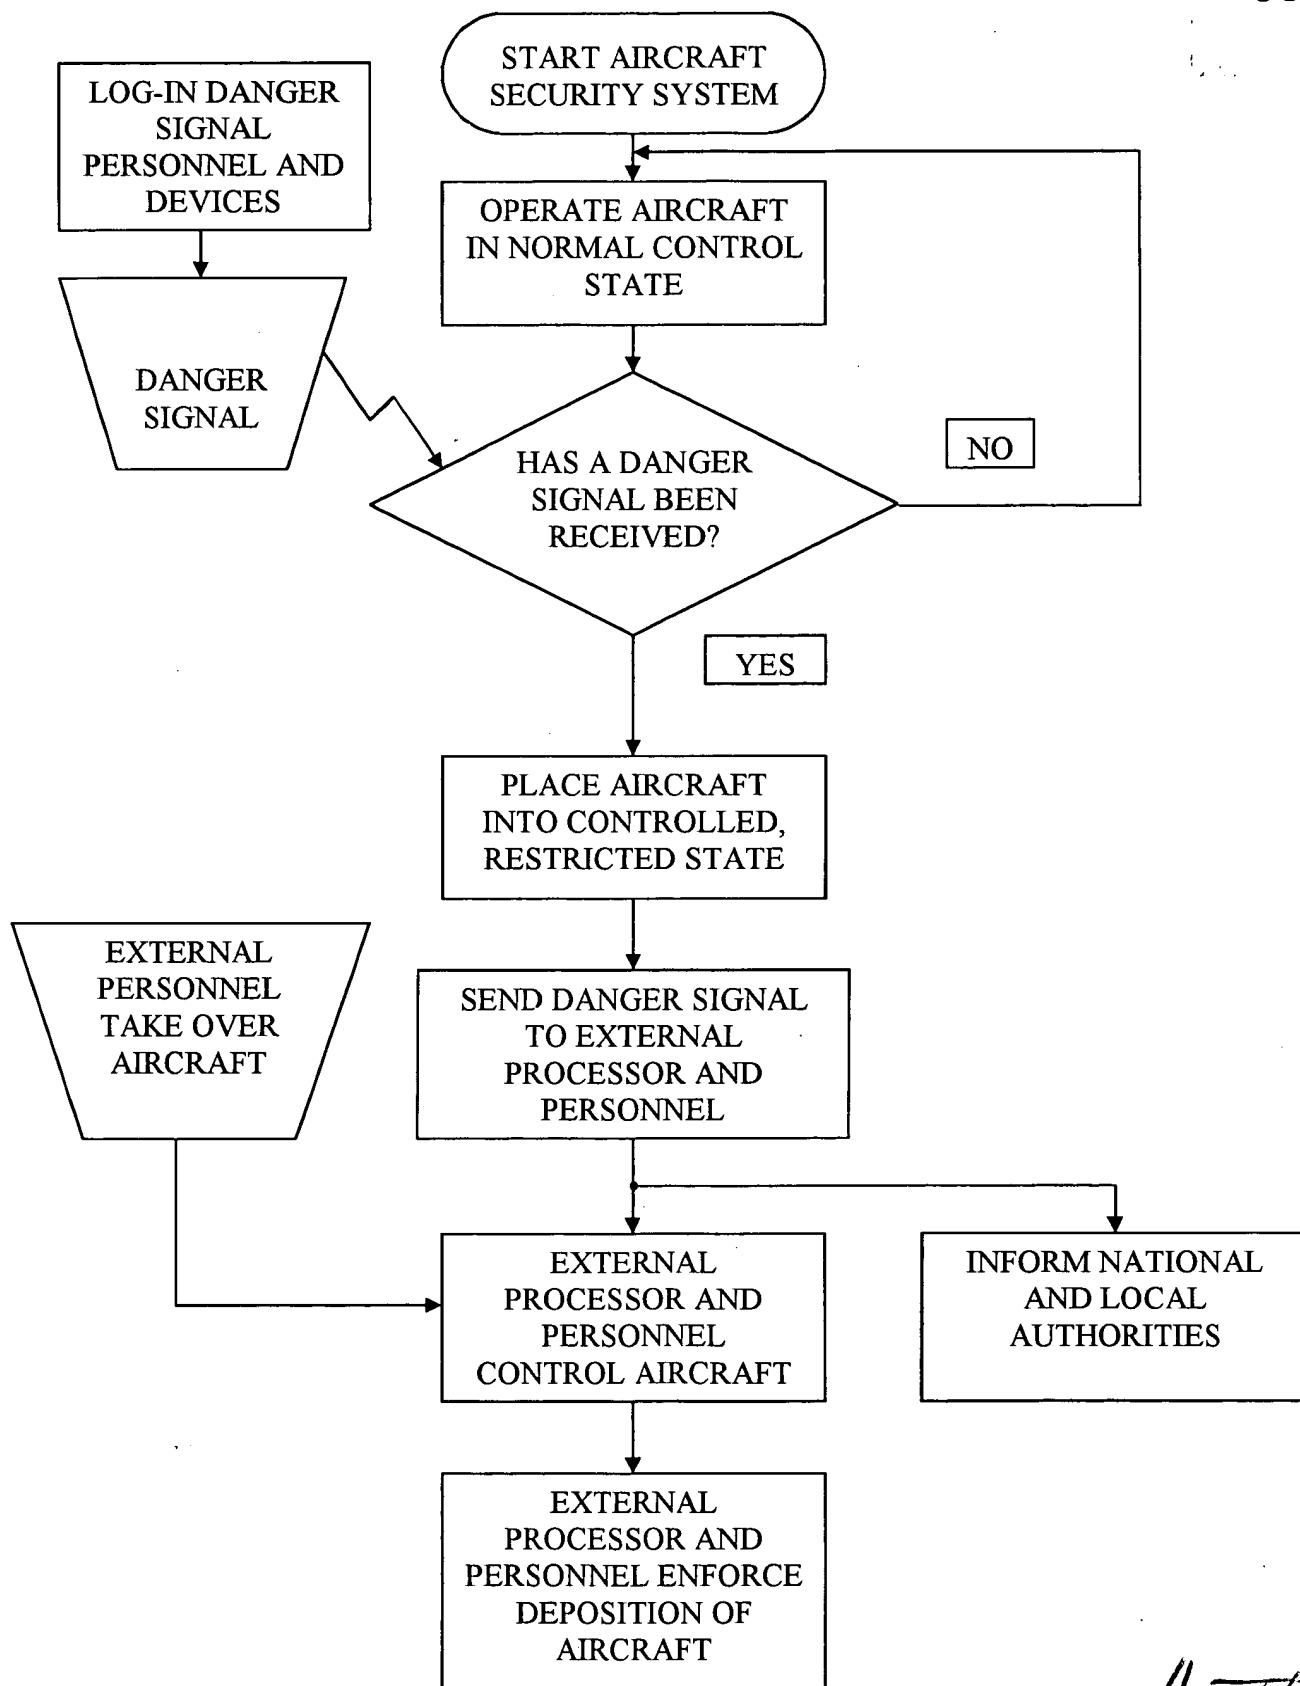 START AIRCRAFT
SECURITY SYSTEM
LOG-IN DANGER
SIGNAL
PERSONNEL AND
DEVICES
OPERATE AIRCRAFT
IN NORMAL CONTROL
STATE
DANGER
SIGNAL
HAS A DANGER
SIGNAL BEEN
RECEIVED?
NO
YES
PLACE AIRCRAFT
INTO CONTROLLED,
RESTRICTED STATE
EXTERNAL
PERSONNEL
TAKE OVER
AIRCRAFT
SEND DANGER SIGNAL
TO EXTERNAL
PROCESSOR AND
PERSONNEL
EXTERNAL
PROCESSOR AND
PERSONNEL
CONTROL AIRCRAFT
INFORM NATIONAL
AND LOCAL
AUTHORITIES
EXTERNAL
PROCESSOR AND
PERSONNEL ENFORCE
DEPOSITION OF
AIRCRAFT